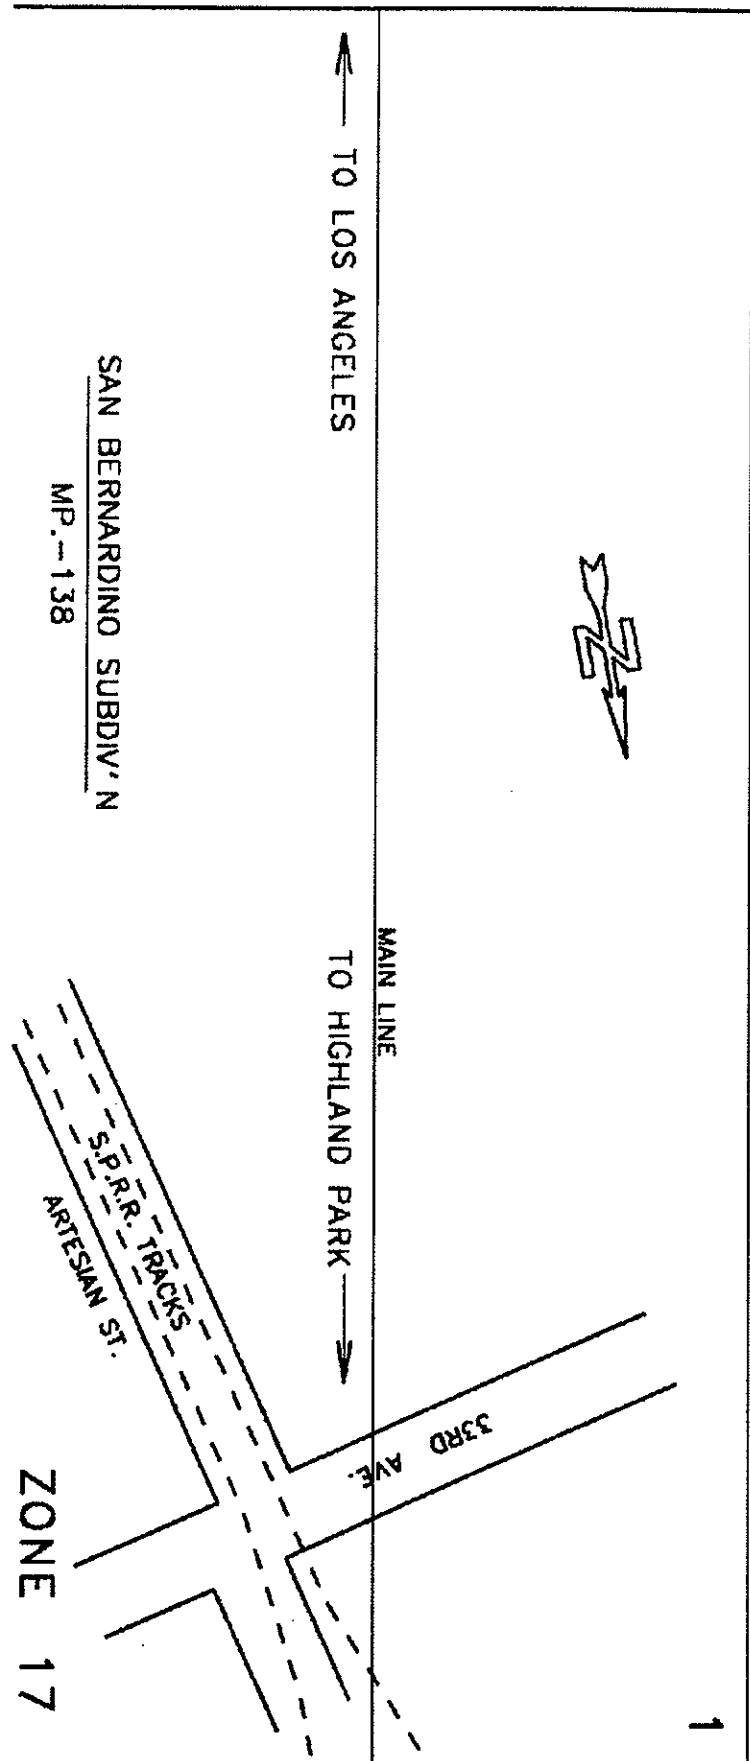 1
← TO LOS ANGELES
MAIN LINE
TO HIGHLAND PARK →
33RD AVE.
SAN BERNARDINO SUBDIV'N
MP.-138
S.P.R.R. TRACKS
ARTESIAN ST.
ZONE 17
N